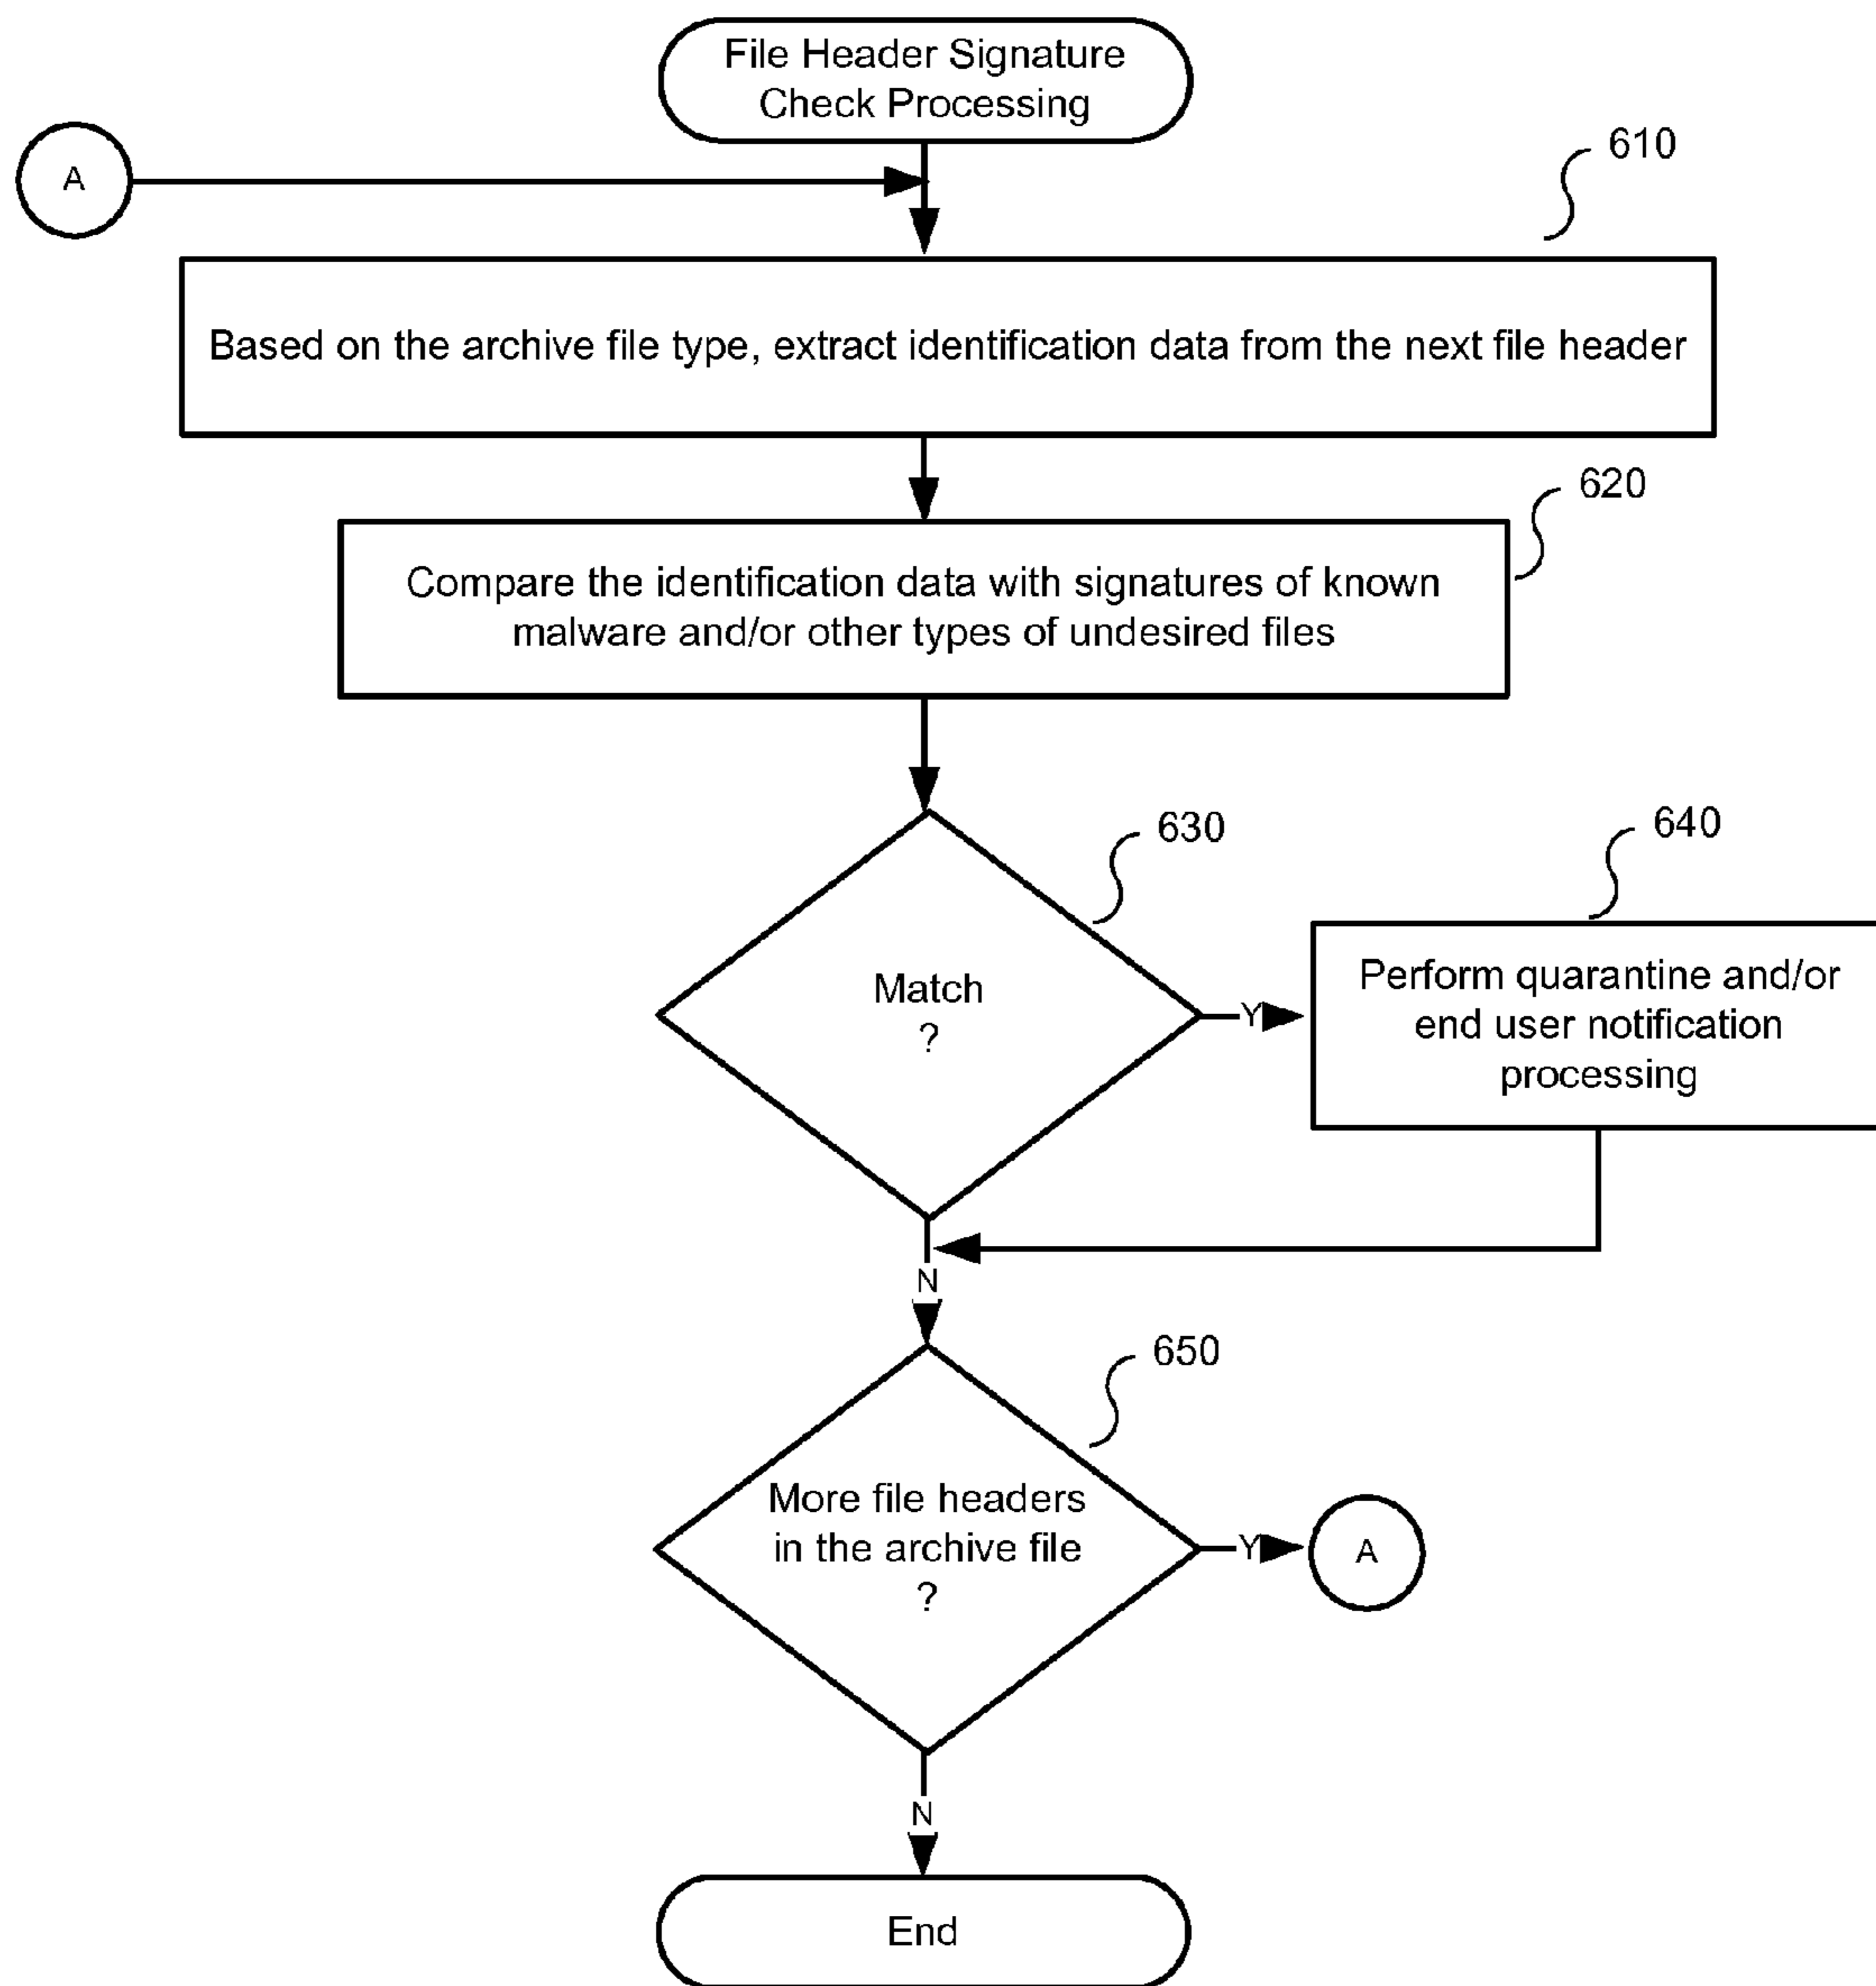 File Header Signature
Check Processing
A
610
Based on the archive file type, extract identification data from the next file header
620
Compare the identification data with signatures of known
malware and/or other types of undesired files
630
640
Match
?
Y
Perform quarantine and/or
end user notification
processing
N
650
More file headers
in the archive file
?
Y
A
N
End